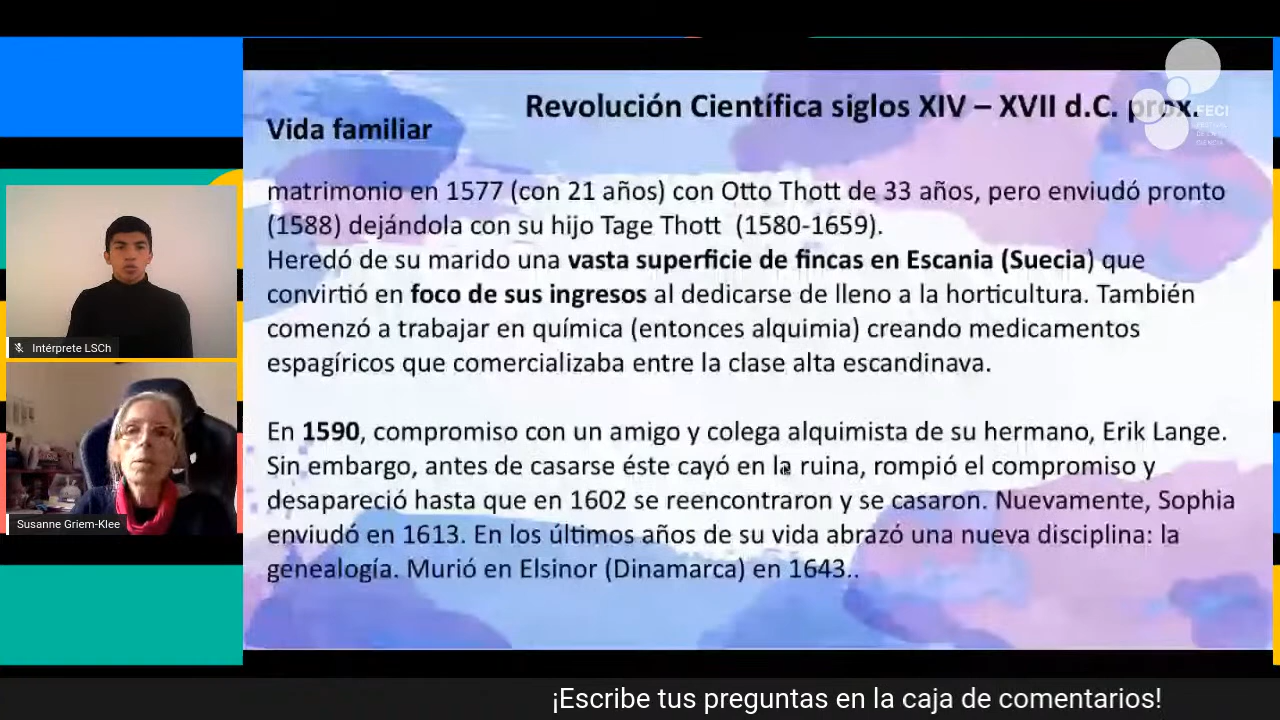 Revolución Científica siglos XIV – XVII d.C. prox.
Vida familiar
matrimonio en 1577 (con 21 años) con Otto Thott de 33 años, pero enviudó pronto
(1588) dejándola con su hijo Tage Thott (1580-1659).
Heredó de su marido una vasta superficie de fincas en Escania (Suecia) que
convirtió en foco de sus ingresos al dedicarse de lleno a la horticultura. También
comenzó a trabajar en química (entonces alquimia) creando medicamentos
espagíricos que comercializaba entre la clase alta escandinava.
En 1590, compromiso con un amigo y colega alquimista de su hermano, Erik Lange.
Sin embargo, antes de casarse éste cayó en la ruina, rompió el compromiso y
desapareció hasta que en 1602 se reencontraron y se casaron. Nuevamente, Sophia
enviudó en 1613. En los últimos años de su vida abrazó una nueva disciplina: la
genealogía. Murió en Elsinor (Dinamarca) en 1643..
FECI
Intérprete LSCh
Susanne Griem-Klee
¡Escribe tus preguntas en la caja de comentarios!